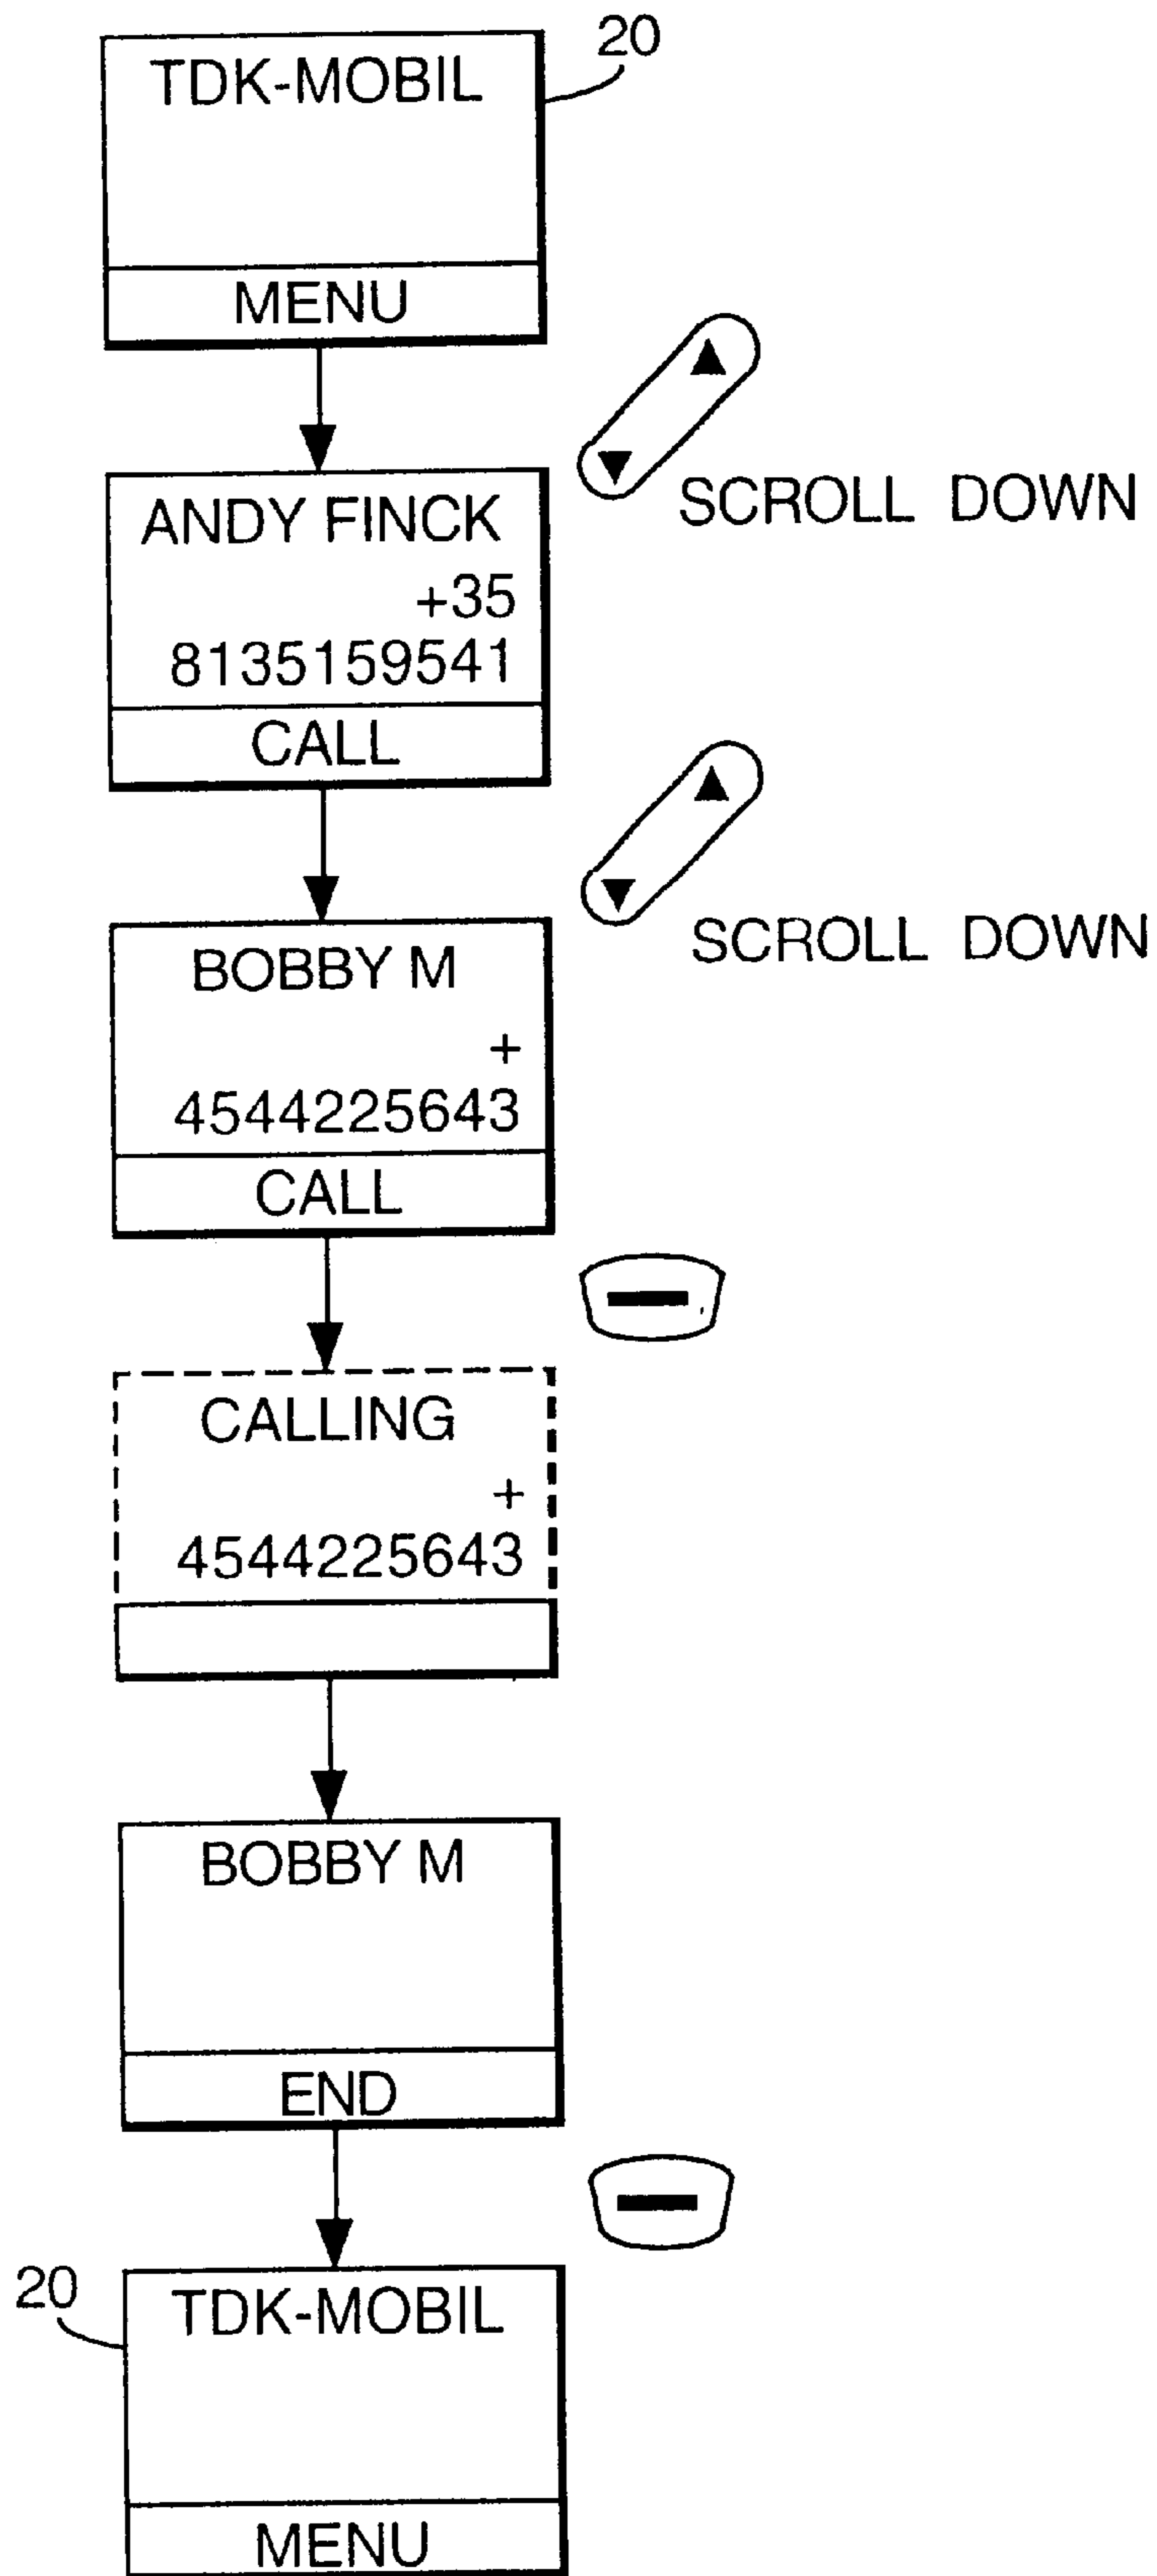 TDK-MOBIL
20
MENU
ANDY FINCK
SCROLL DOWN
+35
8135159541
CALL
BOBBY M
SCROLL DOWN
+
4544225643
CALL
CALLING
+
4544225643
BOBBY M
END
20
TDK-MOBIL
MENU